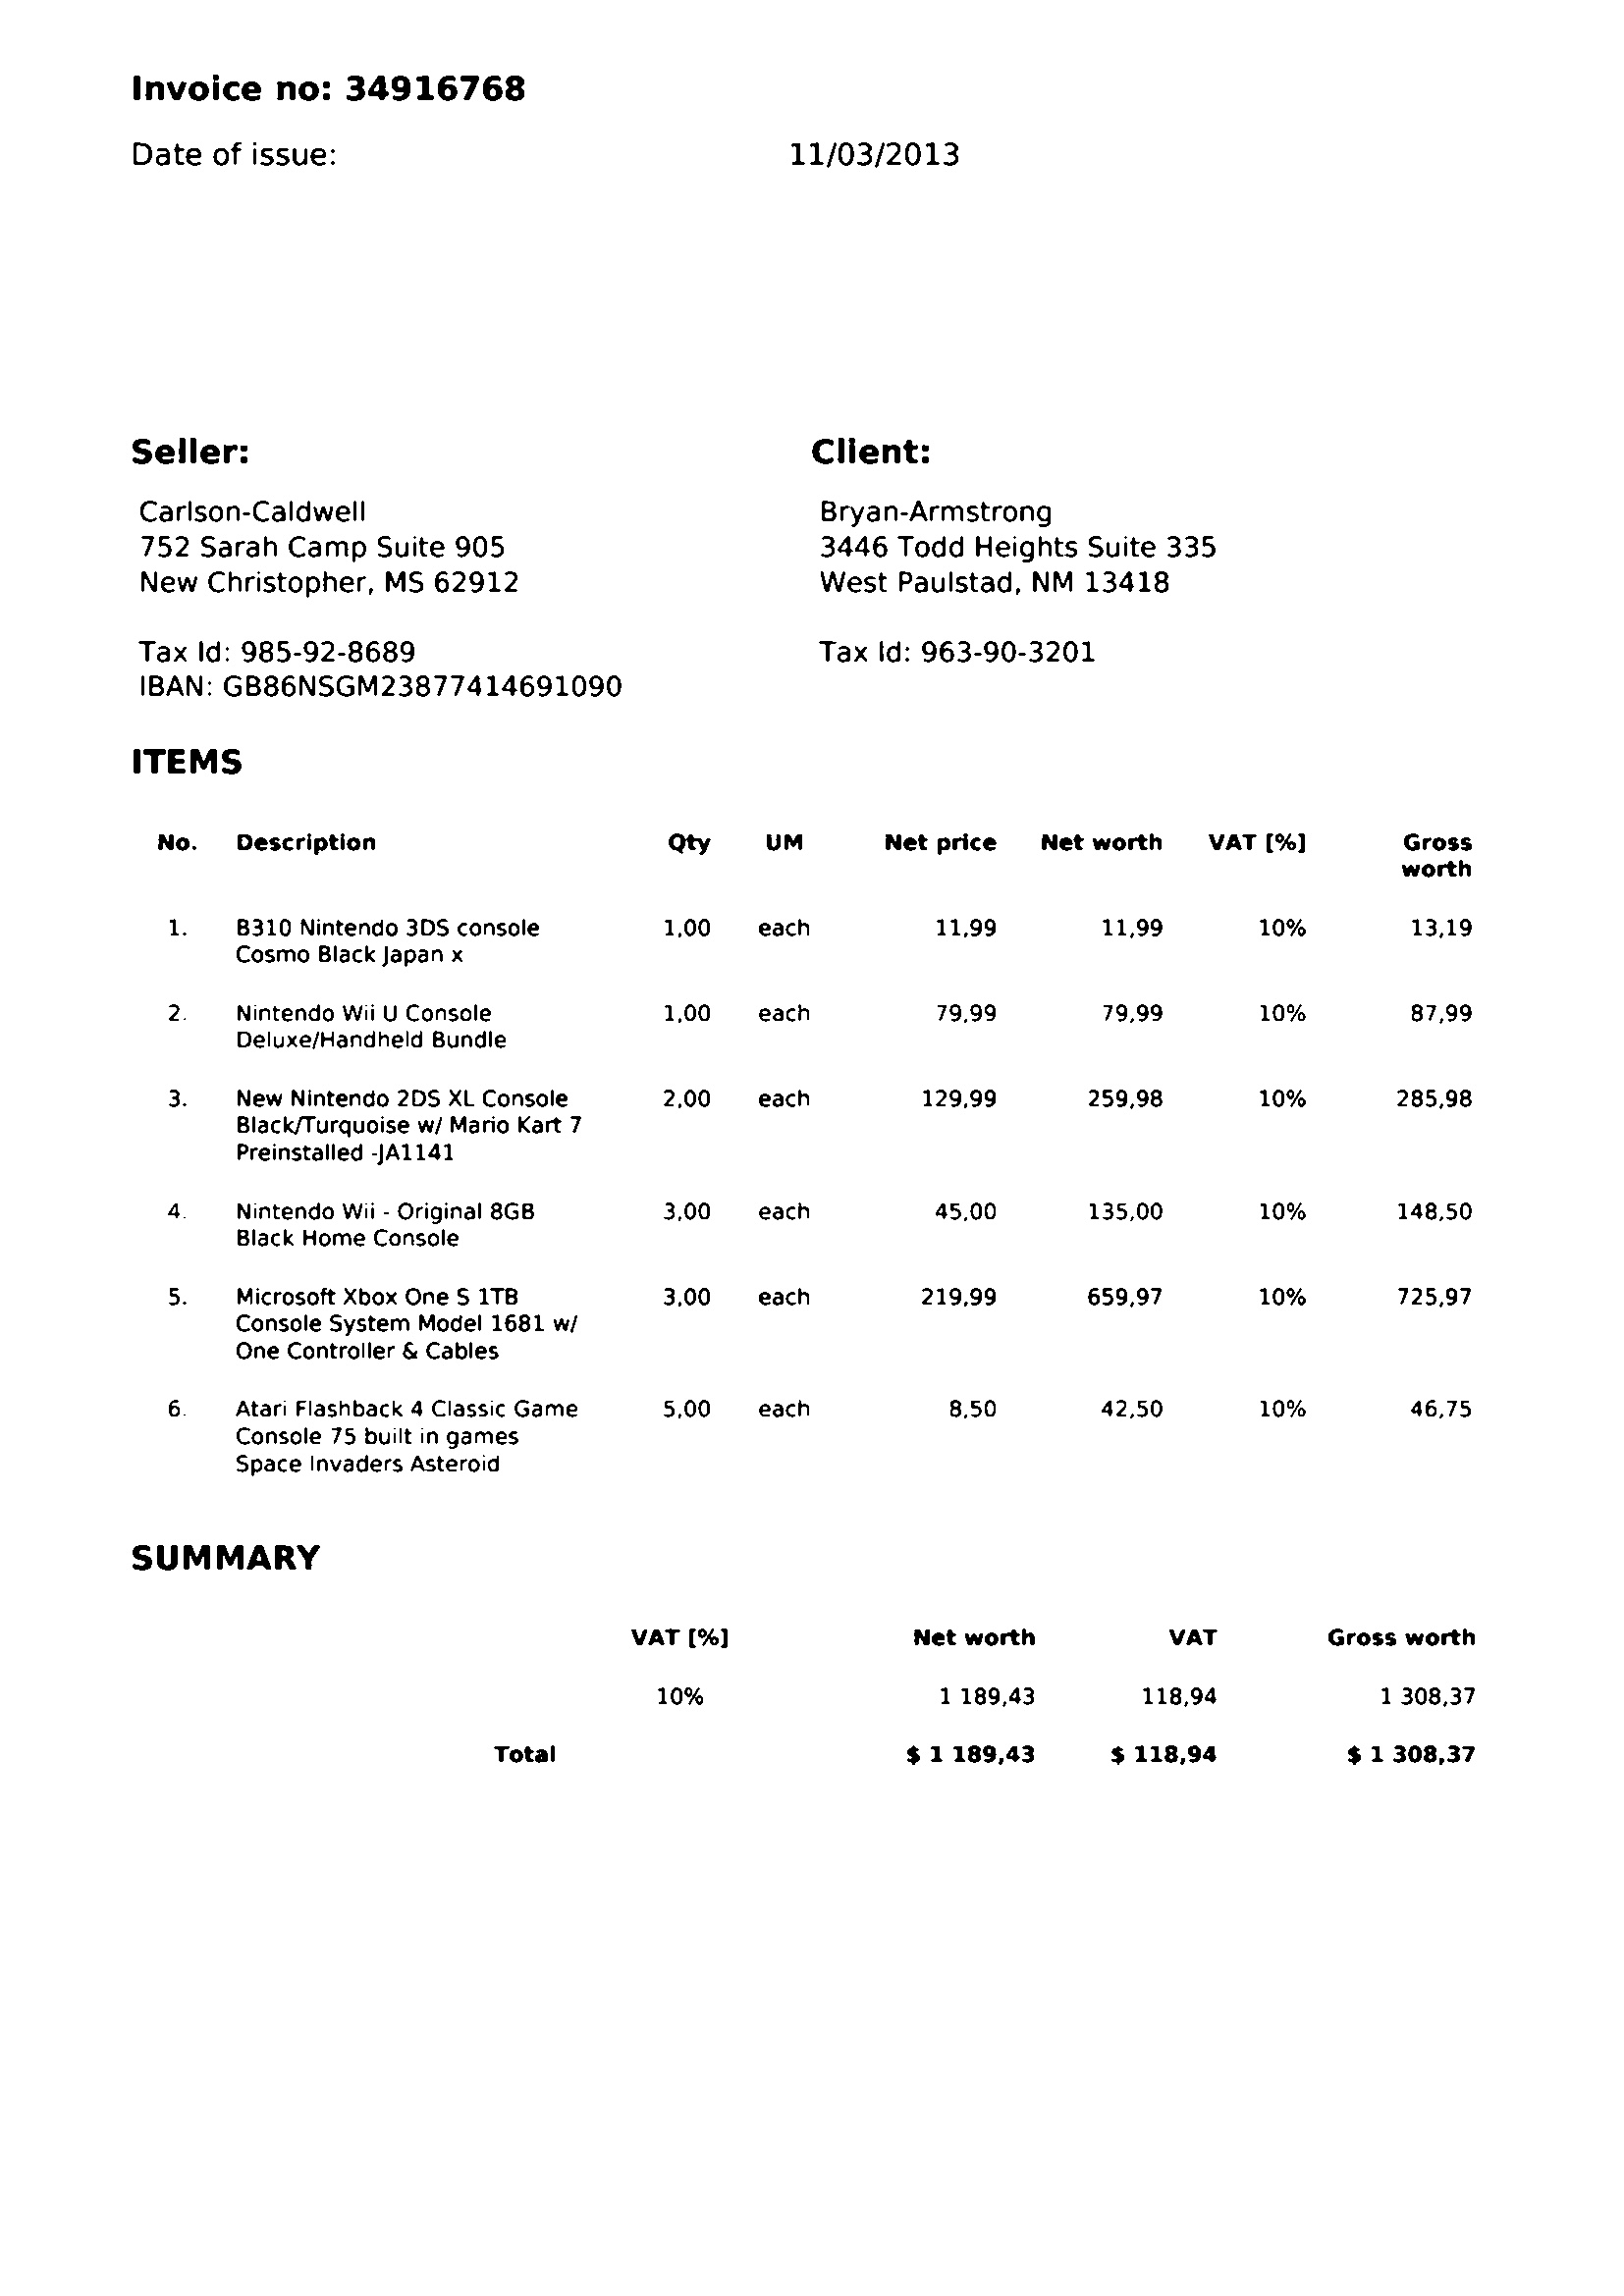 Invoice no: 34916768
Date of issue: 11/03/2013
Seller: Client:
Carlson-Caldwell Bryan-Armstrong
752 Sarah Camp Suite 905 3446 Todd Heights Suite 335
New Christopher, MS 62912 West Paulstad, NM 13418
Tax Id: 985-92-8689 Tax Id: 963-90-3201
IBAN: GB86NSGM23877414691090
ITEMS
No. Description Qty UM Net price Net worth VAT [%] Gross
worth
1. B310 Nintendo 3DS console 1,00 each 11,99 11,99 10% 13,19
Cosmo Black Japan x
2. Nintendo Wii U Console 1,00 each 79,99 79,99 10% 87,99
Deluxe/Handheld Bundle
3. New Nintendo 2DS XL Console 2,00 each 129,99 259,98 10% 285,98
Black/Turquoise w/ Mario Kart 7
Preinstalled -JA1141
4. Nintendo Wii - Original 8GB 3,00 each 45,00 135,00 10% 148,50
Black Home Console
5. Microsoft Xbox One S 1TB 3,00 each 219,99 659,97 10% 725,97
Console System Model 1681 w/
One Controller & Cables
6. Atari Flashback 4 Classic Game 5,00 each 8,50 42,50 10% 46,75
Console 75 built in games
Space Invaders Asteroid
SUMMARY
VAT [%] Net worth VAT Gross worth
10% 1 189,43 118,94 1 308,37
Total $ 1 189,43 $ 118,94 $ 1 308,37